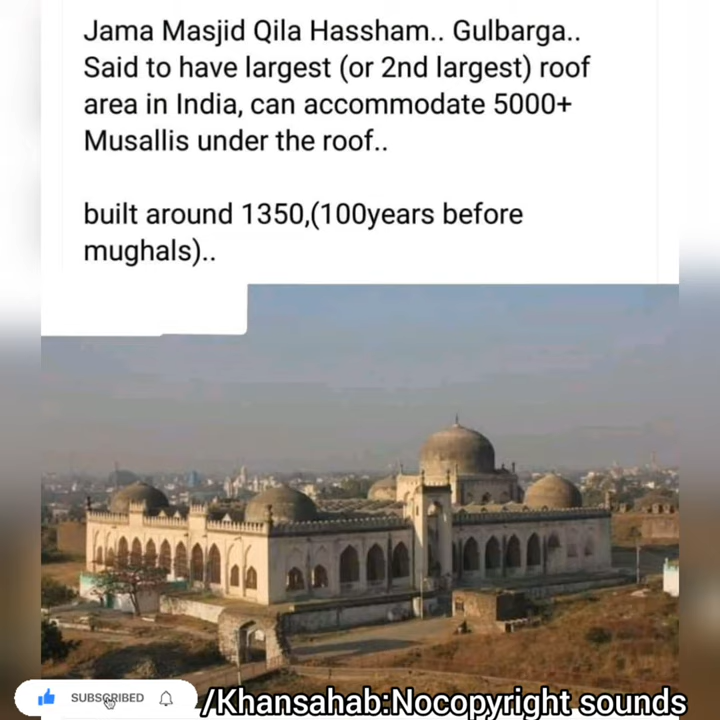 Jama Masjid Qila Hassham.. Gulbarga..
Said to have largest (or 2nd largest) roof
area in India, can accommodate 5000+
Musallis under the roof..
built around 1350,(100years before
mughals)..
SUBSCRIBED
/Khansahab:Nocopyright sounds